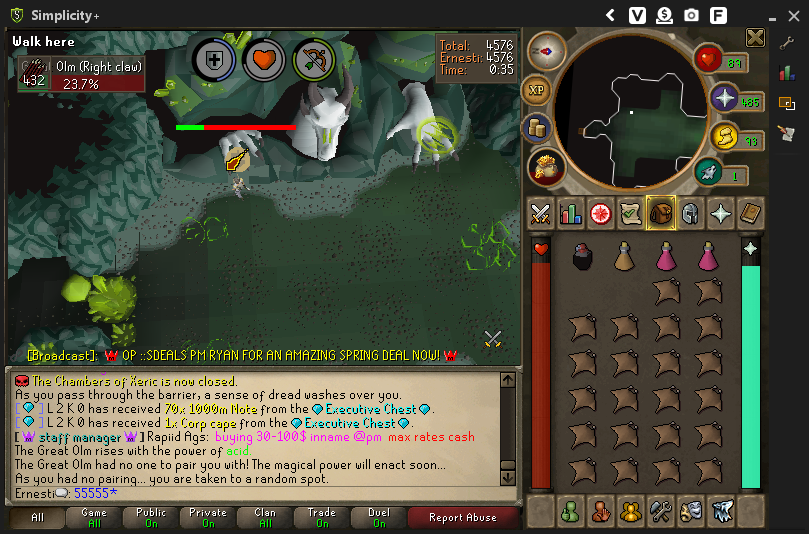 Simplicity+
Walk here
Olm (Right claw)
432
23.7%
Total: 4576
Ernesti: 4576
Time: 0:35
XP
89
486
93
1
[Broadcast]: OP ::SDEALS PM RYAN FOR AN AMAZING SPRING DEAL NOW!
The Chambers of Xeric is now closed.
As you pass through the barrier, a sense of dread washes over you.
[ ] L 2 K 0 has received 70x 1000m Note from the Executive Chest .
[ ] L 2 K 0 has received 1x Corp cape from the Executive Chest .
[ staff manager ] Rapiid Ags: buying 30-100$ inname @pm max rates cash
The Great Olm rises with the power of acid.
The Great Olm had no one to pair you with! The magical power will enact soon...
As you had no pairing... you are taken to a random spot.
Ernesti: 55555*
All
Game
All
Public
On
Private
On
Clan
All
Trade
On
Duel
On
Report Abuse